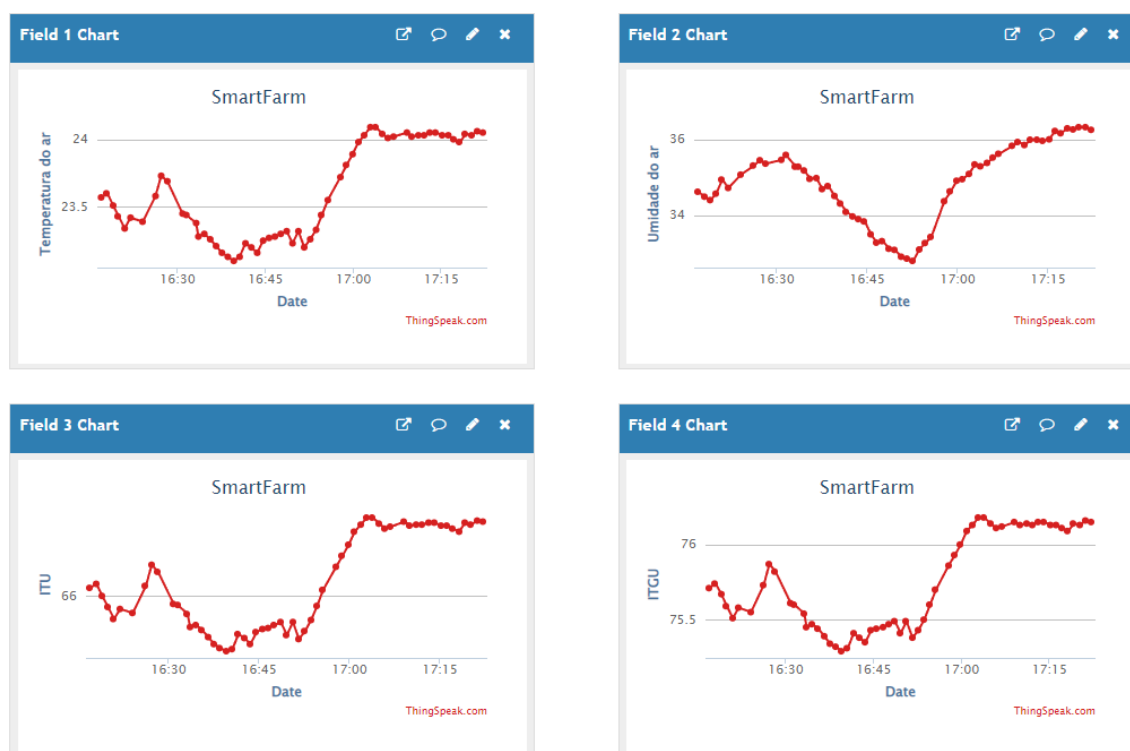 Field 1 Chart
SmartFarm
Temperatura do ar
24
23.5
16:30 16:45 17:00 17:15
Date
ThingSpeak.com
Field 2 Chart
SmartFarm
Umidade do ar
36
34
16:30 16:45 17:00 17:15
Date
ThingSpeak.com
Field 3 Chart
SmartFarm
ITU
66
16:30 16:45 17:00 17:15
Date
ThingSpeak.com
Field 4 Chart
SmartFarm
ITGU
76
75.5
16:30 16:45 17:00 17:15
Date
ThingSpeak.com